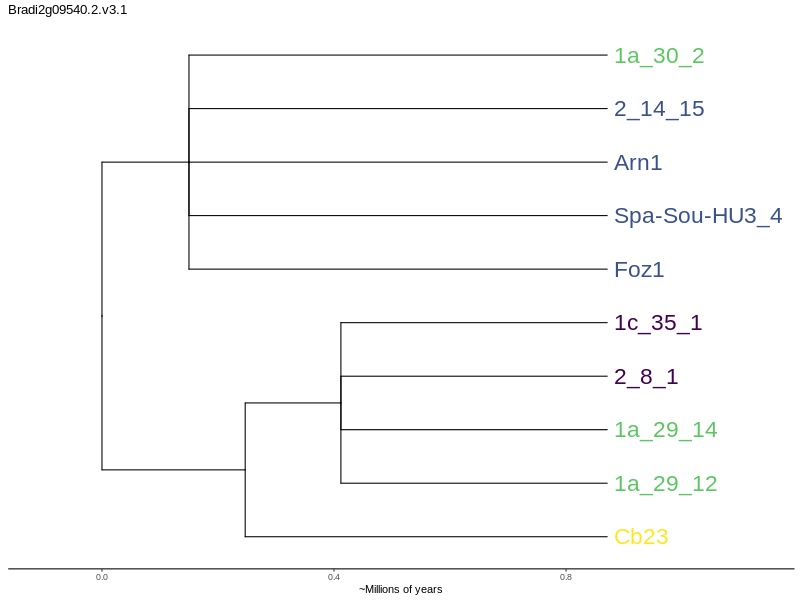 Bradi2g09540.2.v3.1
1a_30_2
2_14_15
Arn1
Spa-Sou-HU3_4
Foz1
1c_35_1
2_8_1
1a_29_14
1a_29_12
Cb23
0.0 0.4 0.8
~Millions of years